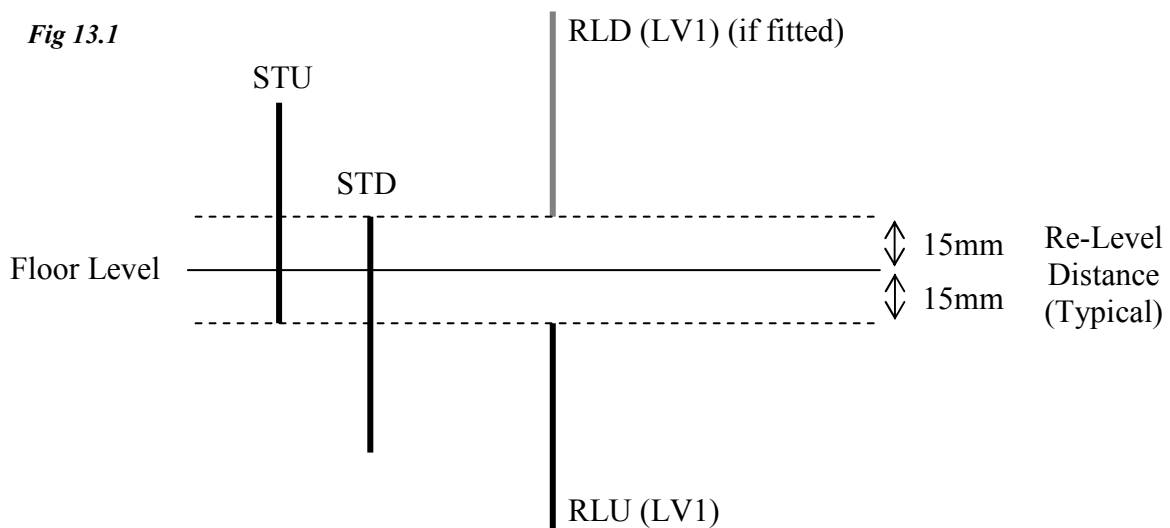 Fig 13.1
RLD (LV1) (if fitted)
STU
STD
Floor Level
15mm
15mm
Re-Level
Distance
(Typical)
RLU (LV1)